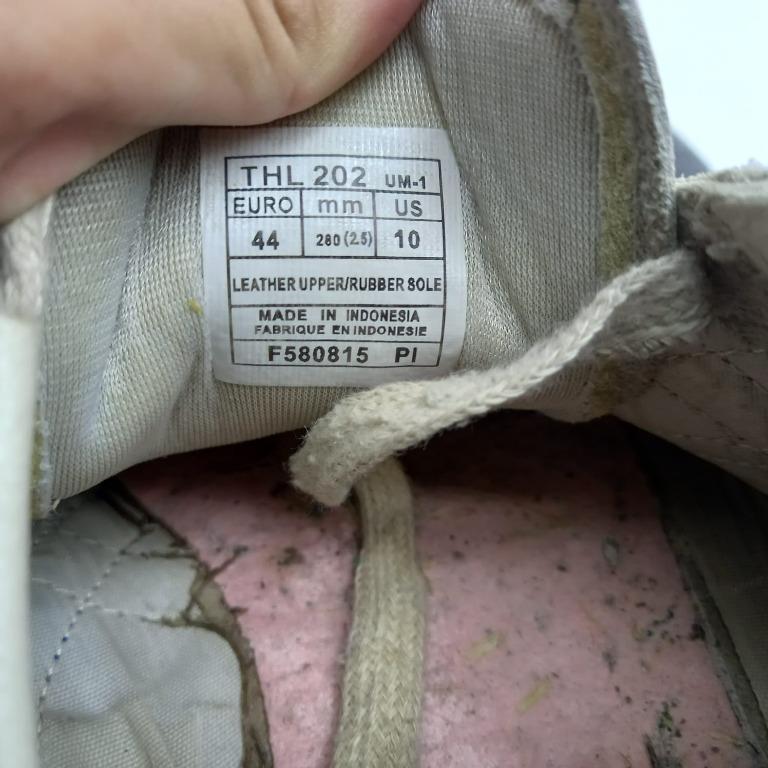 THL 202 UM-1
EURO mm US
44 280 (2.5) 10
LEATHER UPPER/RUBBER SOLE
MADE IN INDONESIA
FABRIQUE EN INDONESIE
F580815 PI